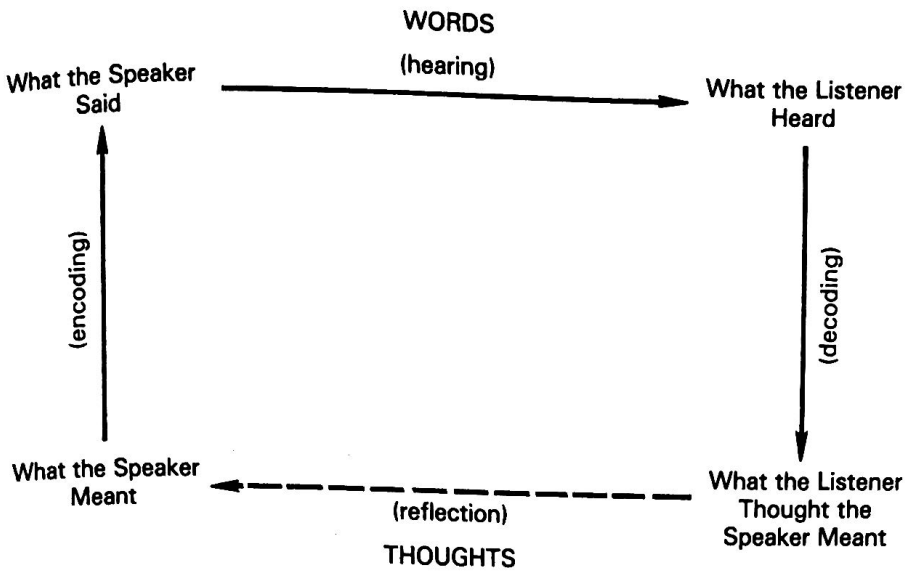 WORDS
(hearing)
What the Speaker
Said
What the Listener
Heard
(encoding)
(decoding)
What the Speaker
Meant
(reflection)
THOUGHTS
What the Listener
Thought the
Speaker Meant